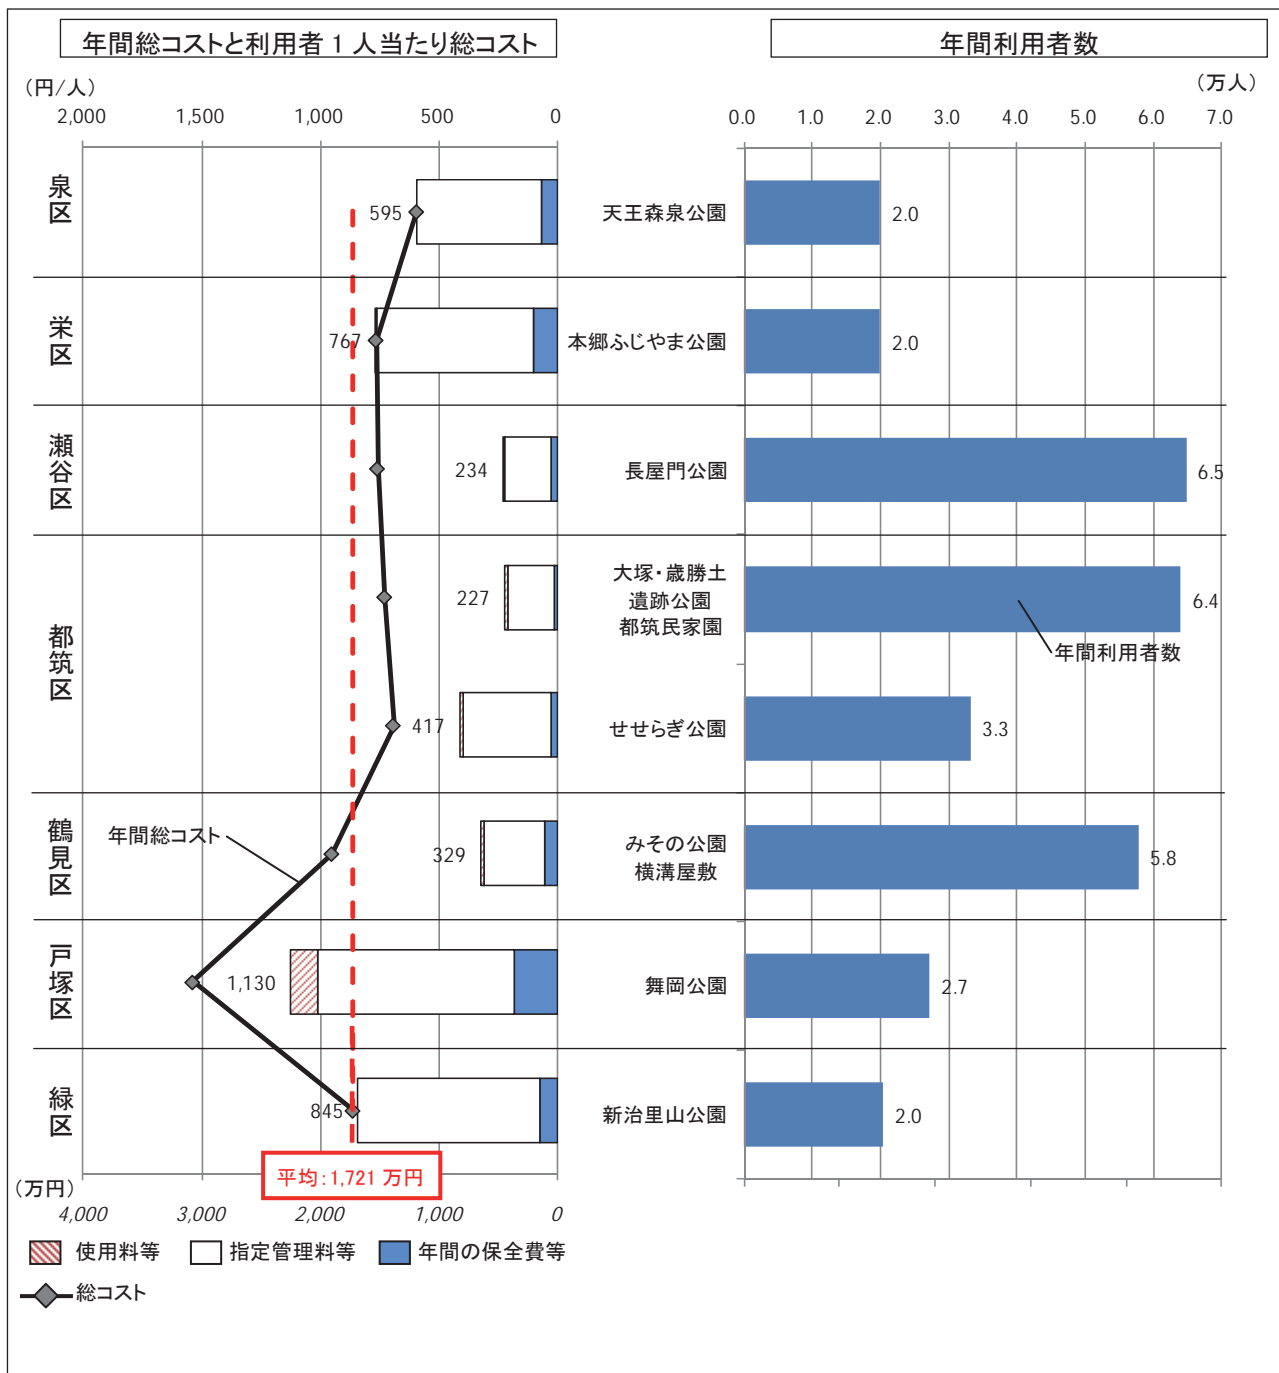 年間総コストと利用者1人当たり総コスト
年間利用者数
（円/人）
（万人）
2,000 1,500 1,000 500 0
0.0 1.0 2.0 3.0 4.0 5.0 6.0 7.0
泉区
595
天王森泉公園
2.0
栄区
767
本郷ふじやま公園
2.0
瀬谷区
234
長屋門公園
6.5
都筑区
227
大塚・歳勝土
遺跡公園
都筑民家園
6.4
年間利用者数
417
せせらぎ公園
3.3
鶴見区
年間総コスト
329
みその公園
横溝屋敷
5.8
戸塚区
1,130
舞岡公園
2.7
緑区
845
新治里山公園
2.0
平均：1,721 万円
（万円）
4,000 3,000 2,000 1,000 0
使用料等 指定管理料等 年間の保全費等
総コスト